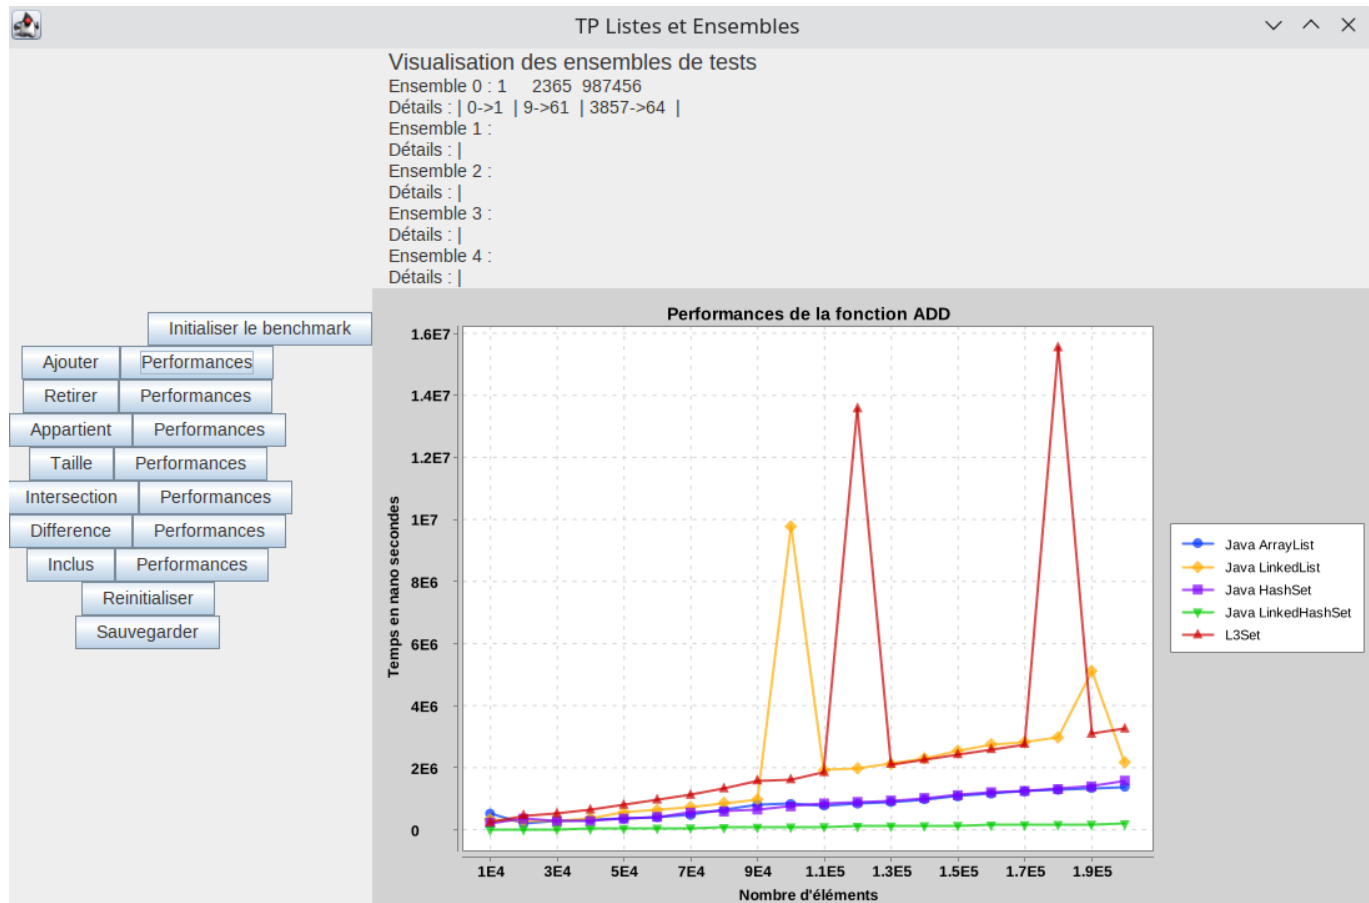 TP Listes et Ensembles
Visualisation des ensembles de tests
Ensemble 0 : 1 2365 987456
Détails : | 0->1 | 9->61 | 3857->64 |
Ensemble 1 :
Détails : |
Ensemble 2 :
Détails : |
Ensemble 3 :
Détails : |
Ensemble 4 :
Détails : |
Initialiser le benchmark
Ajouter Performances
Retirer Performances
Appartient Performances
Taille Performances
Intersection Performances
Difference Performances
Inclus Performances
Reinitialiser
Sauvegarder
Performances de la fonction ADD
Temps en nano secondes
1.6E7
1.4E7
1.2E7
1E7
8E6
6E6
4E6
2E6
0
1E4 3E4 5E4 7E4 9E4 1.1E5 1.3E5 1.5E5 1.7E5 1.9E5
Nombre d'éléments
Java ArrayList
Java LinkedList
Java HashSet
Java LinkedHashSet
L3Set